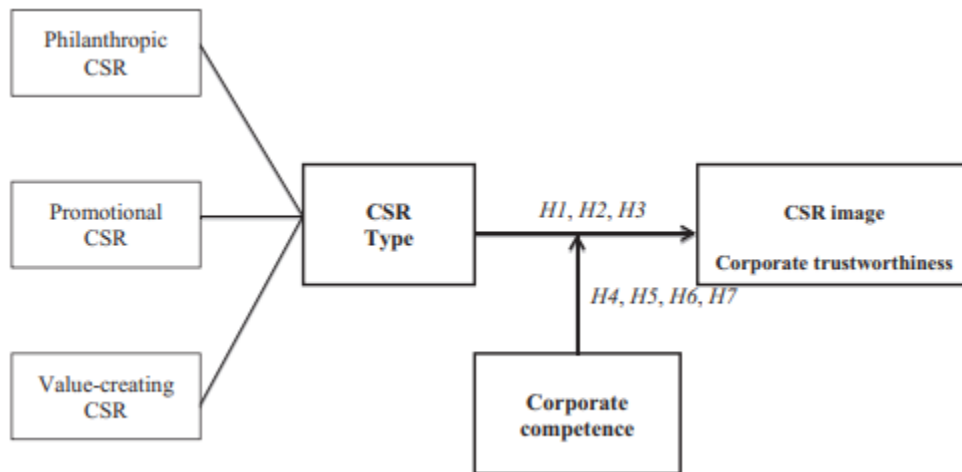 Philanthropic
CSR
Promotional
CSR
Value-creating
CSR
CSR
Type
H1, H2, H3
H4, H5, H6, H7
Corporate
competence
CSR image
Corporate trustworthiness